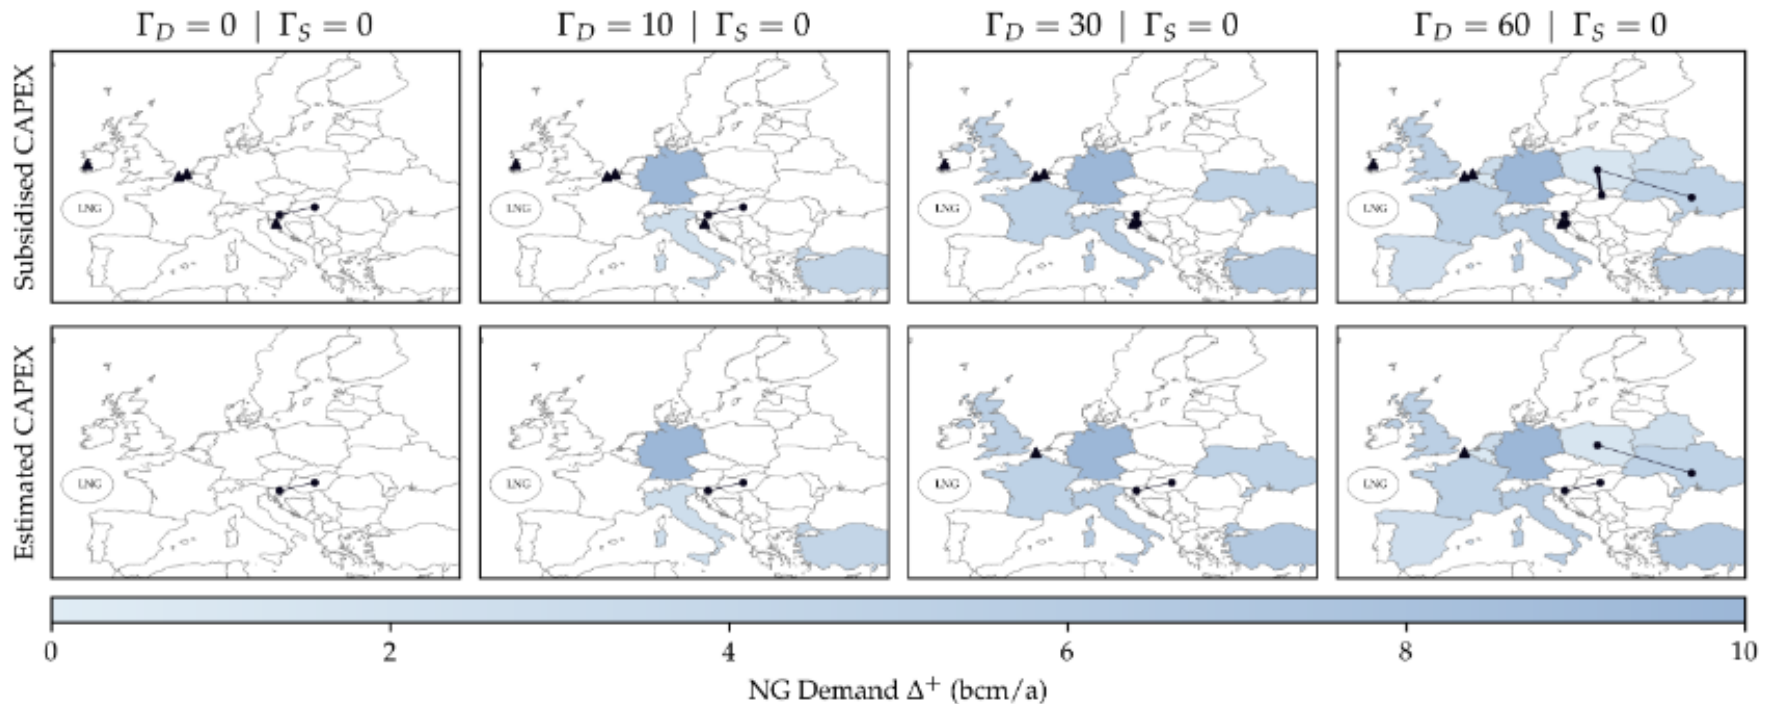 Γ_D = 0 | Γ_S = 0
Γ_D = 10 | Γ_S = 0
Γ_D = 30 | Γ_S = 0
Γ_D = 60 | Γ_S = 0
Subsidised CAPEX
LNG
LNG
LNG
LNG
Estimated CAPEX
LNG
LNG
LNG
LNG
0 2 4 6 8 10
NG Demand Δ⁺ (bcm/a)